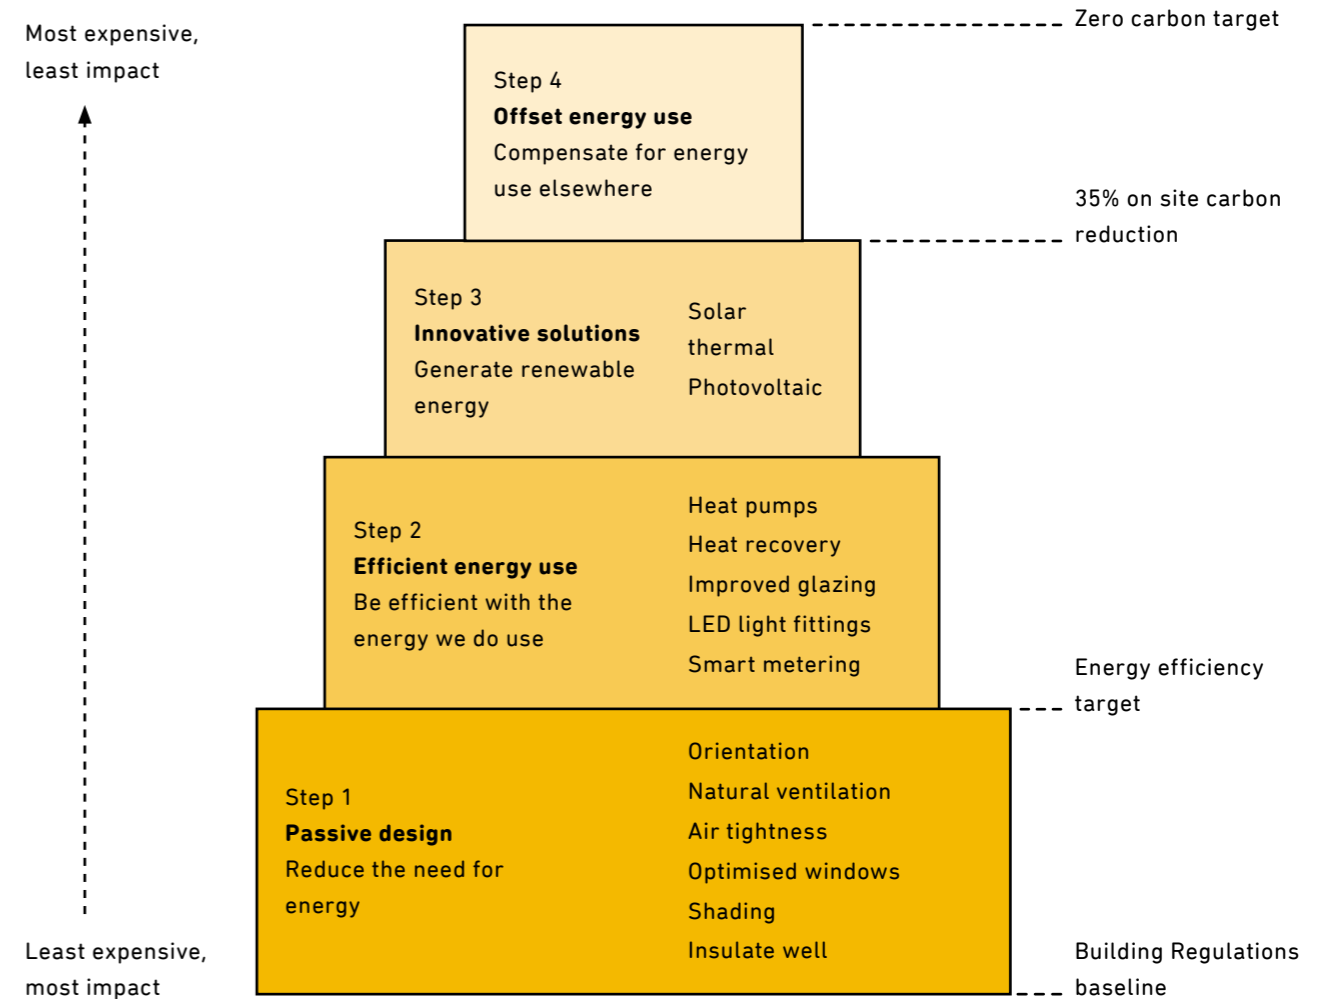 Most expensive,
least impact
Zero carbon target
Step 4
Offset energy use
Compensate for energy
use elsewhere
35% on site carbon
reduction
Step 3
Innovative solutions
Generate renewable
energy
Solar
thermal
Photovoltaic
Step 2
Efficient energy use
Be efficient with the
energy we do use
Heat pumps
Heat recovery
Improved glazing
LED light fittings
Smart metering
Energy efficiency
target
Step 1
Passive design
Reduce the need for
energy
Orientation
Natural ventilation
Air tightness
Optimised windows
Shading
Insulate well
Least expensive,
most impact
Building Regulations
baseline